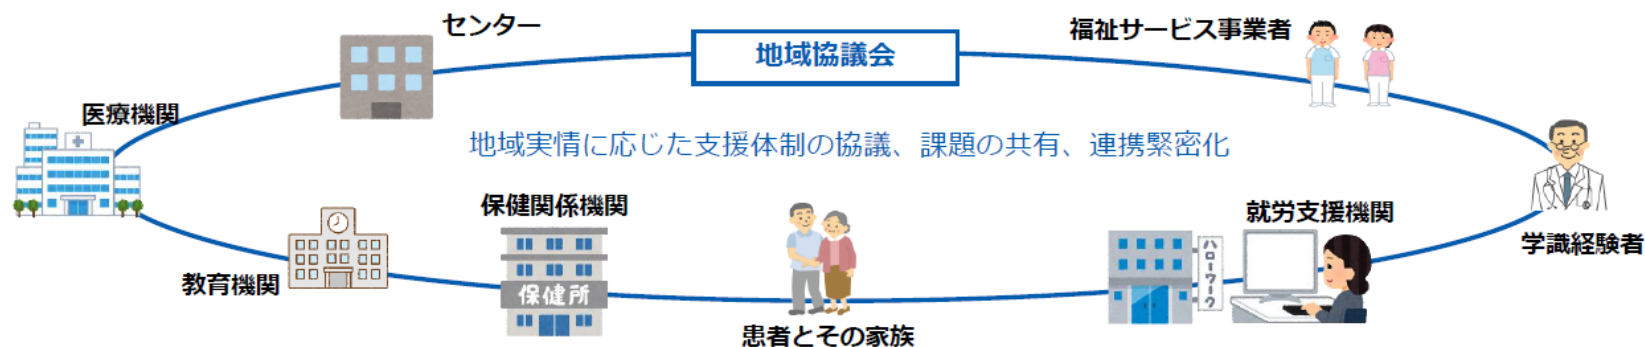 センター
地域協議会
福祉サービス事業者
医療機関
地域実情に応じた支援体制の協議、課題の共有、連携緊密化
保健関係機関
就労支援機関
ハローワーク
学識経験者
教育機関
保健所
患者とその家族